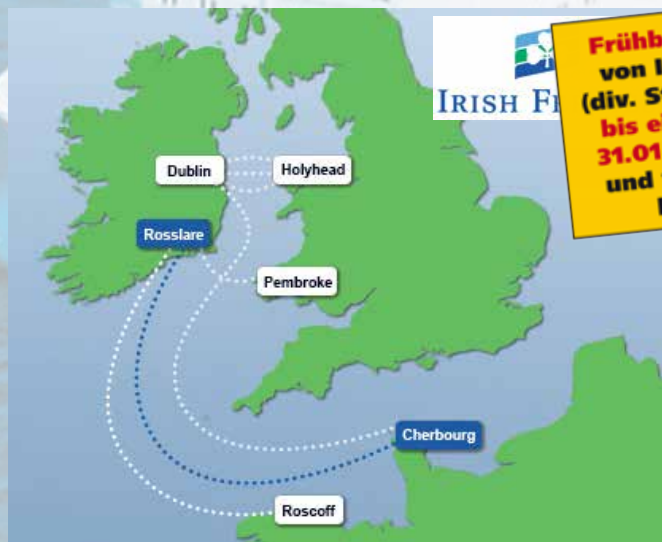 IRISH
Frühb
von
(div.
bis
31.01
und
Dublin
Holyhead
Rosslare
Pembroke
Cherbourg
Roscoff